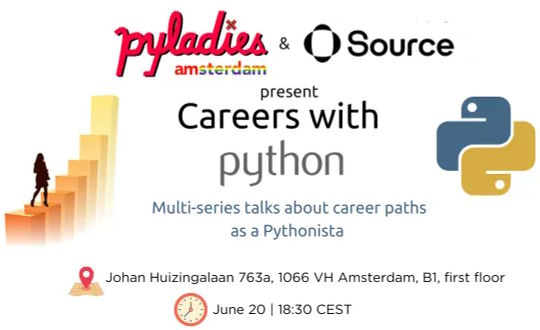 pyladies
amsterdam
& Source
present
Careers with
python
Multi-series talks about career paths
as a Pythonista
Johan Huizingalaan 763a, 1066 VH Amsterdam, B1, first floor
June 20 | 18:30 CEST